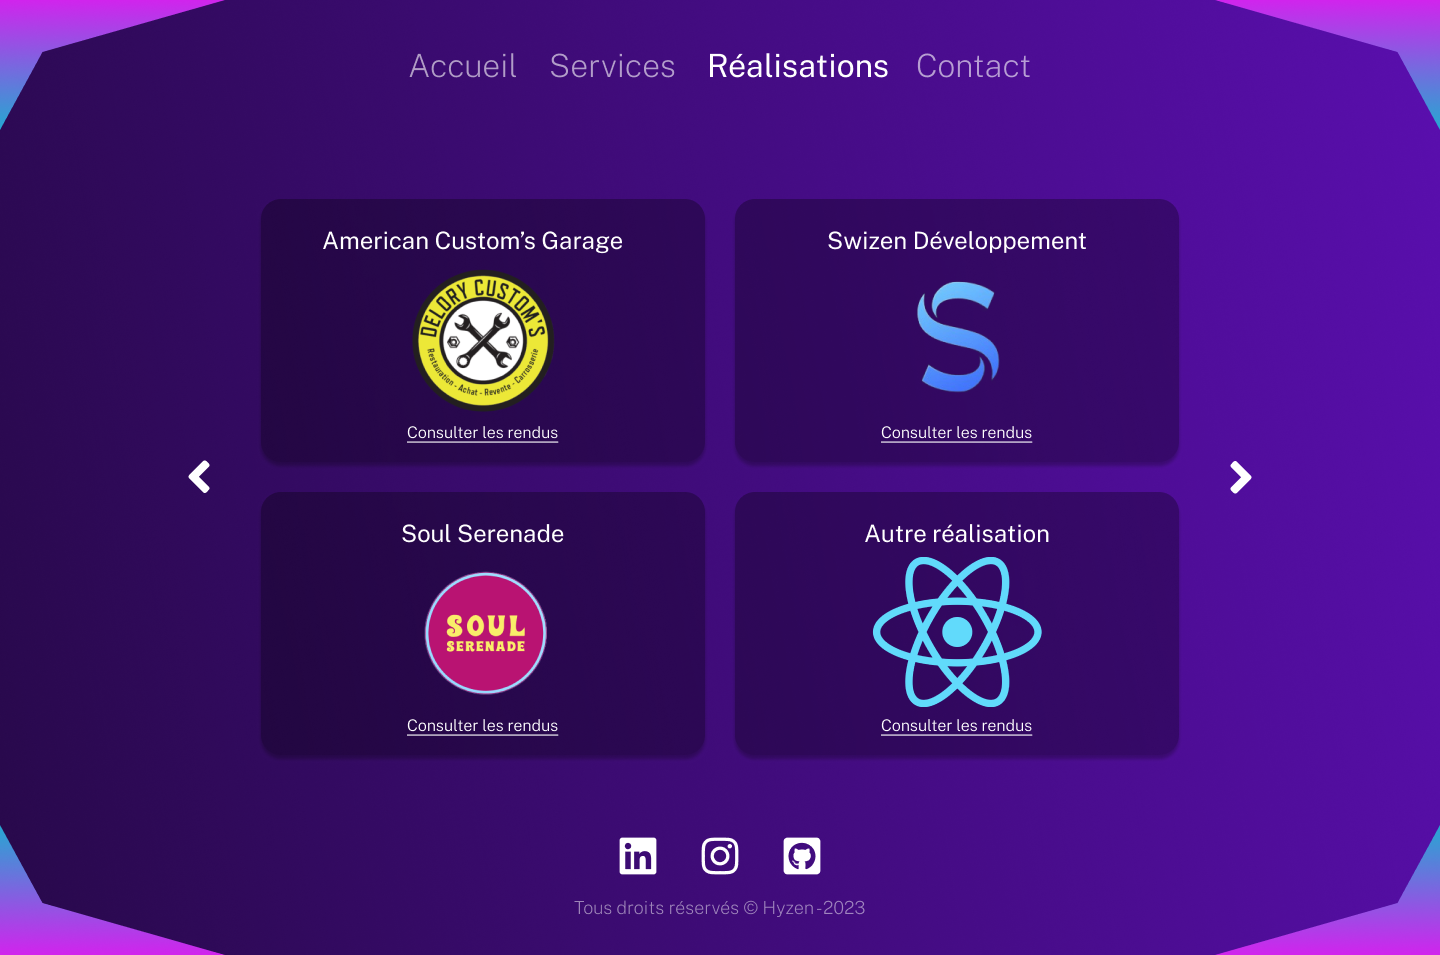 Accueil Services Réalisations Contact
American Custom’s Garage
DELORY CUSTOM'S
Restauration - Achat - Revente - Carrosserie
Consulter les rendus
Swizen Développement
Consulter les rendus
Soul Serenade
SOUL
SERENADE
Consulter les rendus
Autre réalisation
Consulter les rendus
in
Tous droits réservés © Hyzen - 2023